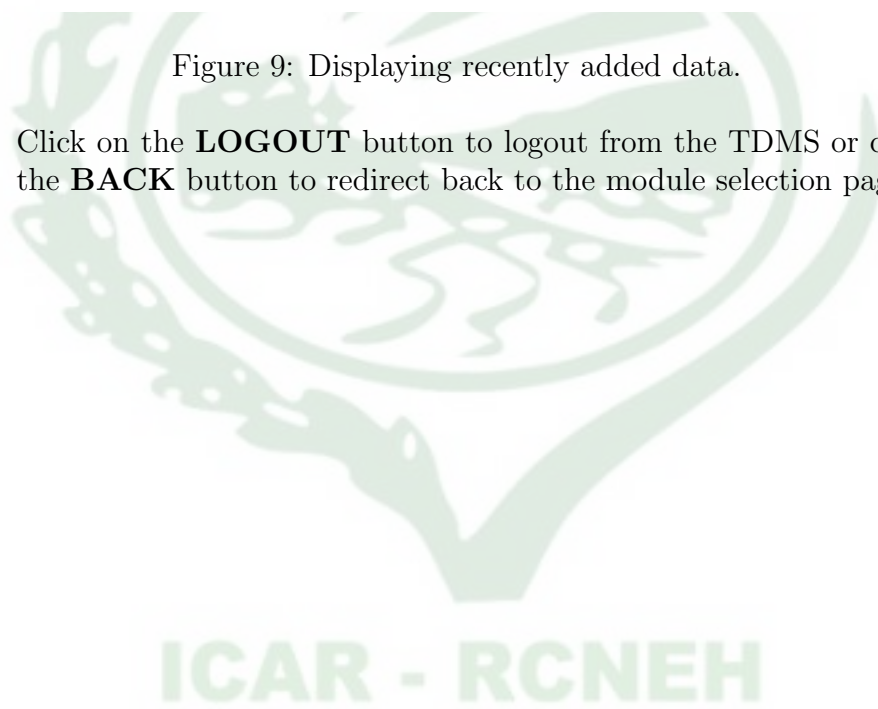 Figure 9: Displaying recently added data.
Click on the LOGOUT button to logout from the TDMS or
the BACK button to redirect back to the module selection
ICAR - RCNEH